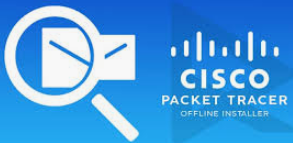 CISCO
PACKET TRACER
OFFLINE INSTALLER